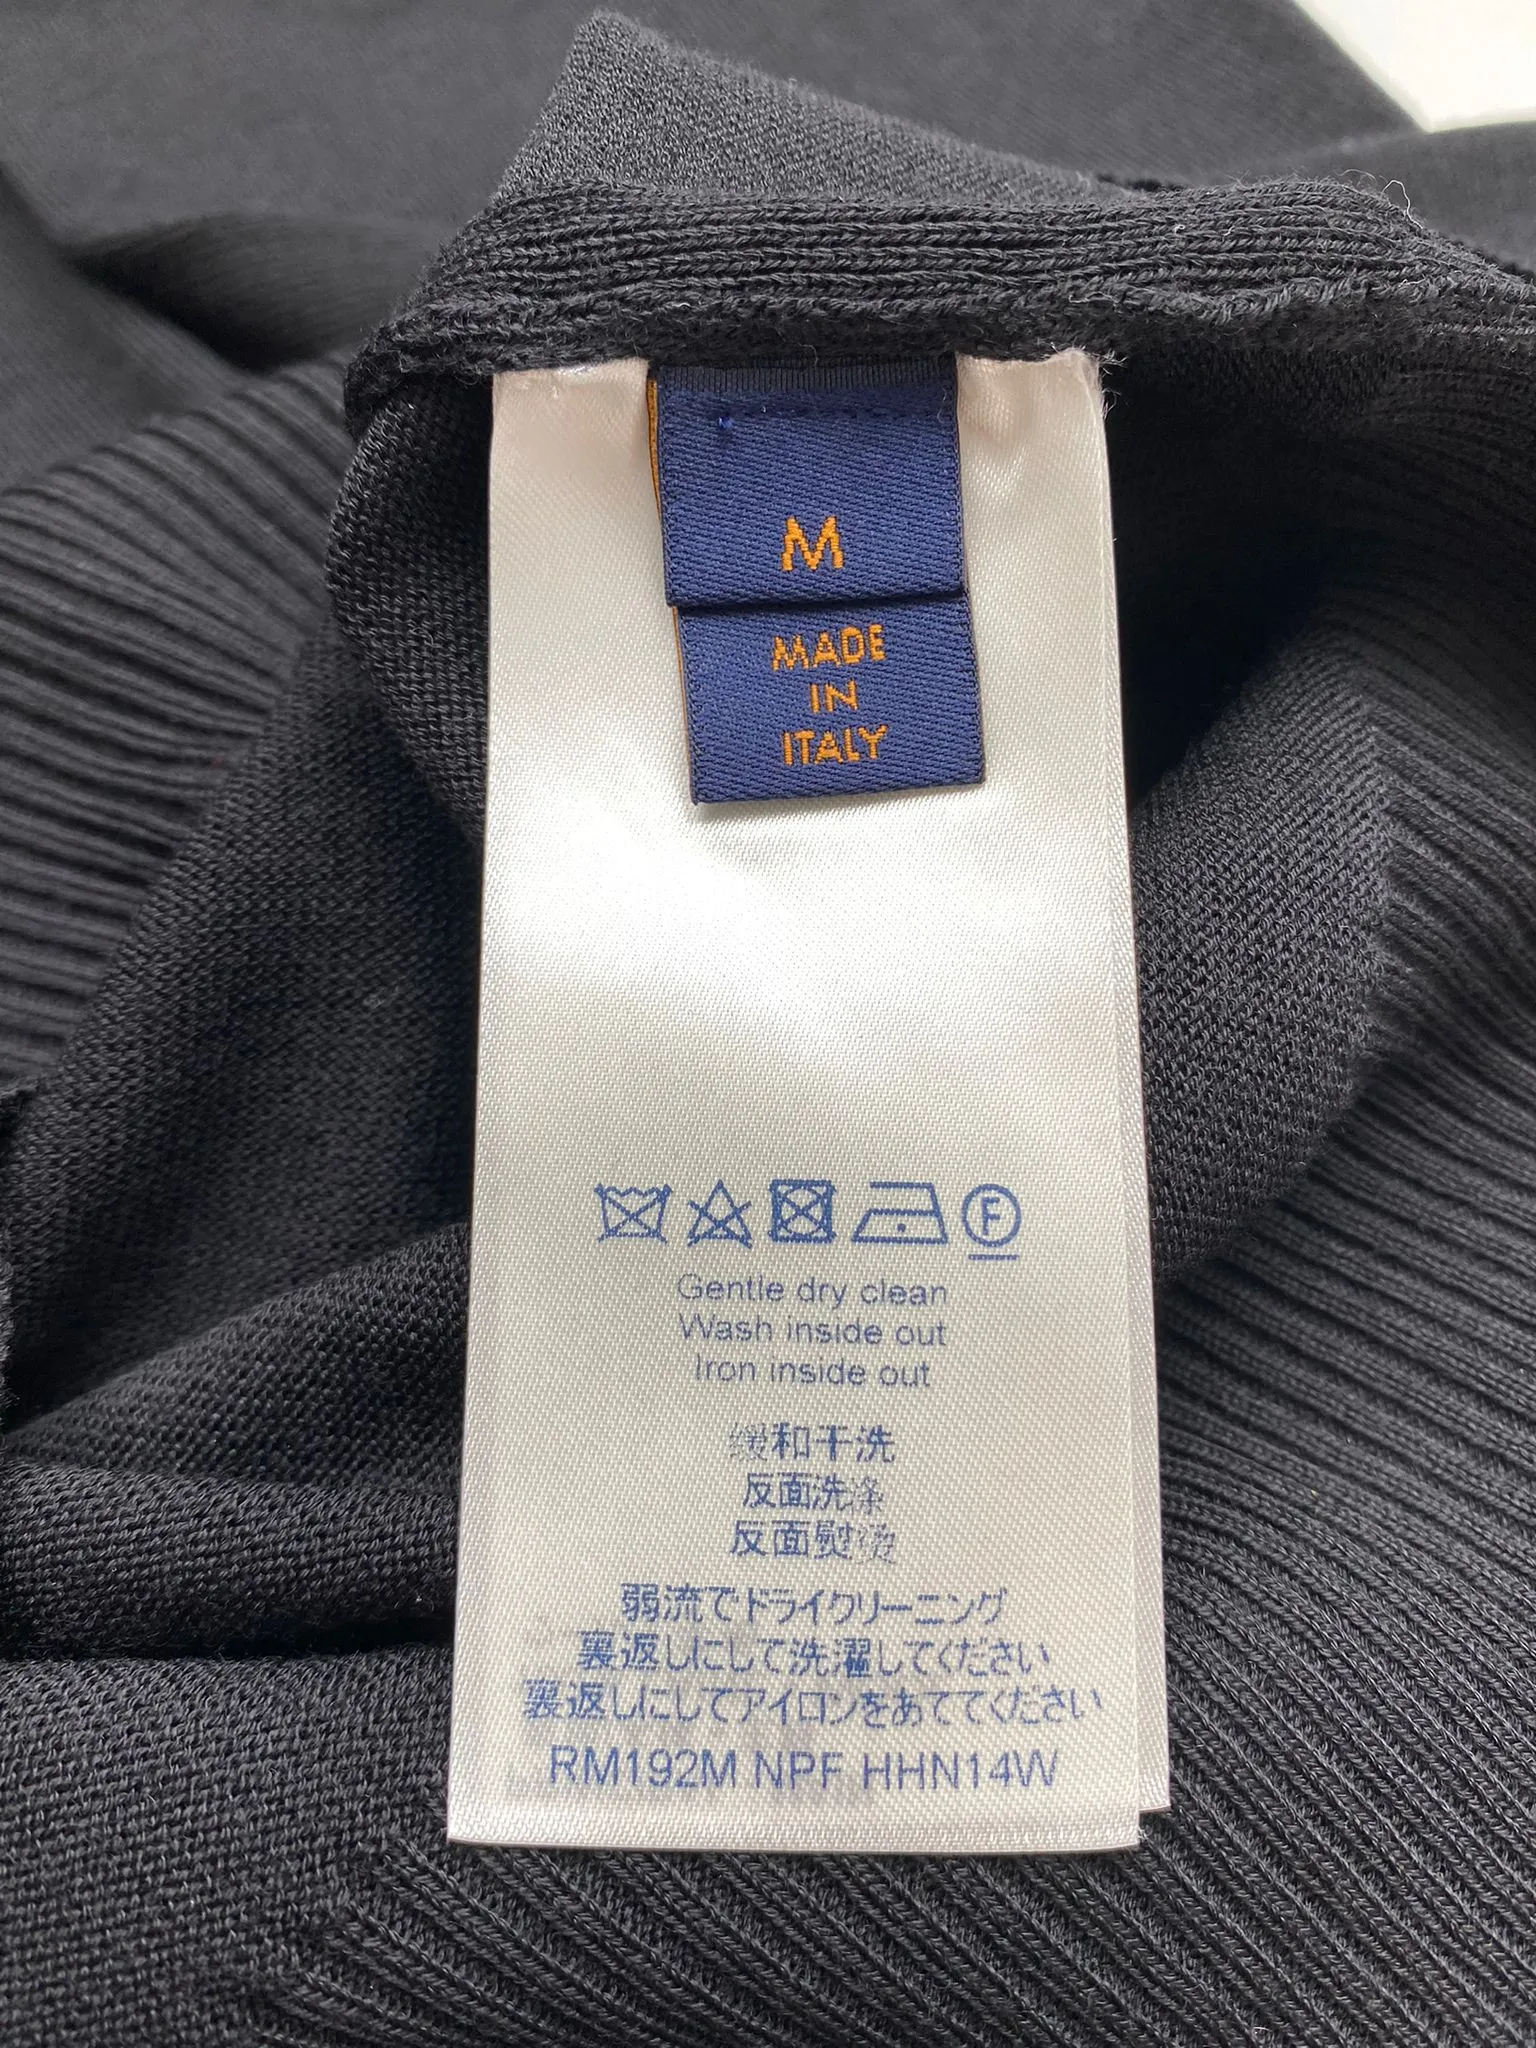 M
MADE
IN
ITALY
F
Gentle dry clean
Wash inside out
Iron inside out
缓和干洗
反面洗涤
反面熨烫
弱流でドライクリーニング
裏返しにして洗濯してください
裏返しにしてアイロンをあててください
RM192M NPF HHN14W